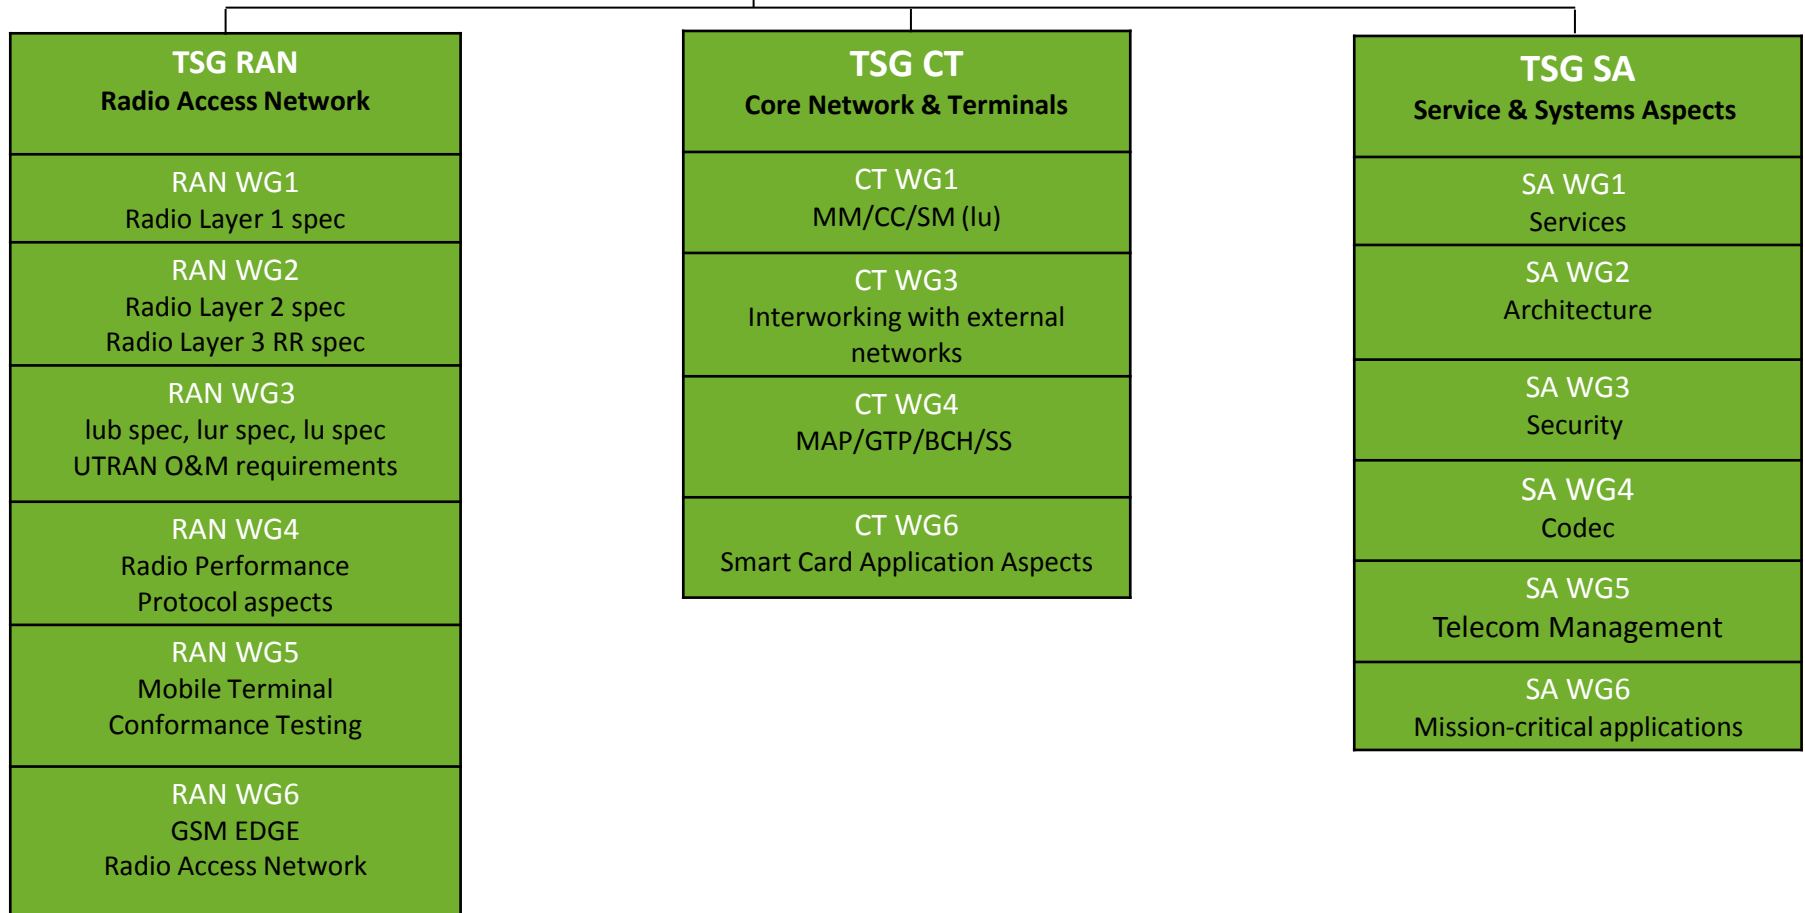 TSG RAN
Radio Access Network
RAN WG1
Radio Layer 1 spec
RAN WG2
Radio Layer 2 spec
Radio Layer 3 RR spec
RAN WG3
lub spec, lur spec, lu spec
UTRAN O&M requirements
RAN WG4
Radio Performance
Protocol aspects
RAN WG5
Mobile Terminal
Conformance Testing
RAN WG6
GSM EDGE
Radio Access Network
TSG CT
Core Network & Terminals
CT WG1
MM/CC/SM (lu)
CT WG3
Interworking with external
networks
CT WG4
MAP/GTP/BCH/SS
CT WG6
Smart Card Application Aspects
TSG SA
Service & Systems Aspects
SA WG1
Services
SA WG2
Architecture
SA WG3
Security
SA WG4
Codec
SA WG5
Telecom Management
SA WG6
Mission-critical applications